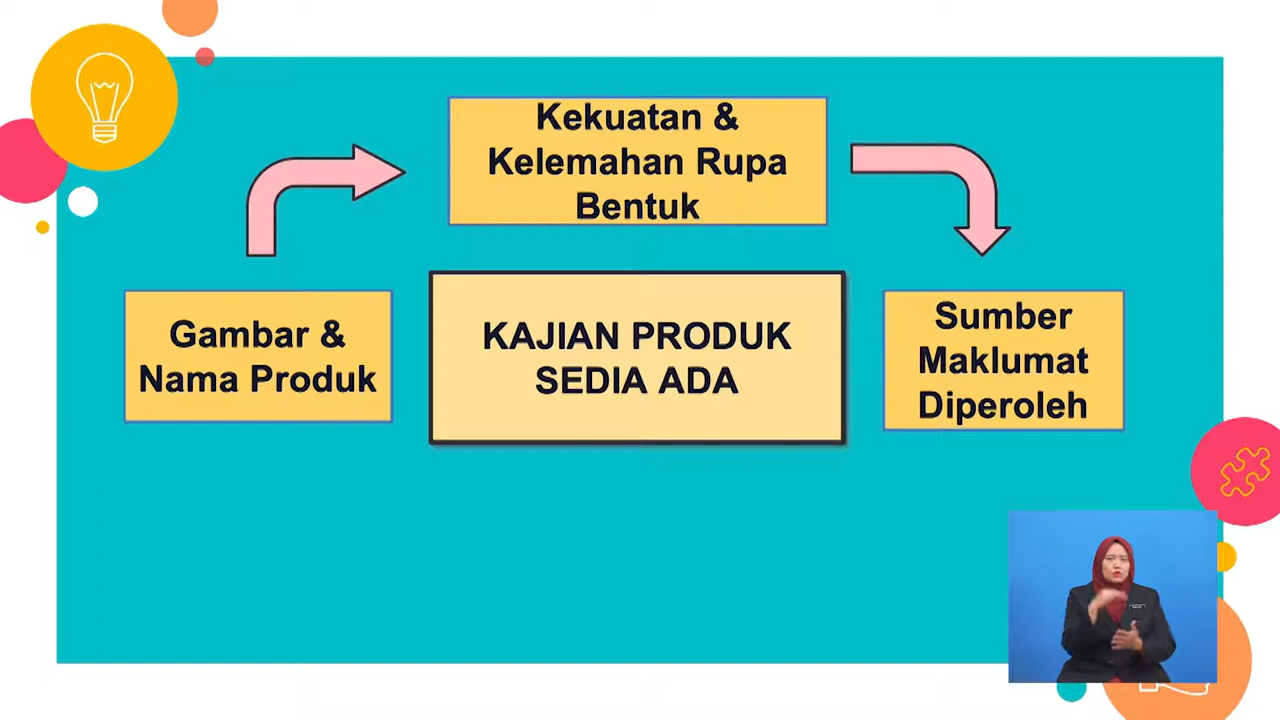 Kekuatan &
Kelemahan Rupa
Bentuk
Gambar &
Nama Produk
KAJIAN PRODUK
SEDIA ADA
Sumber
Maklumat
Diperoleh